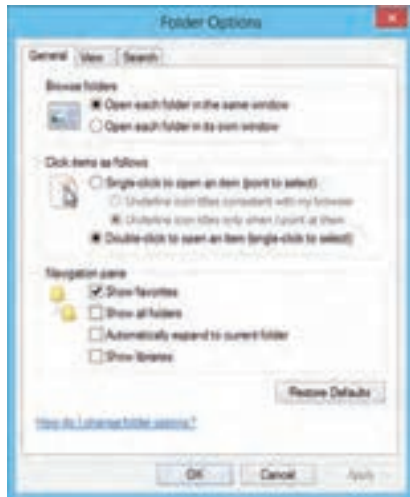 Folder Options
General View Search
Browse folders
Open each folder in the same window
Open each folder in its own window
Click items as follows
Single-click to open an item (point to select)
Underline icon titles consistent with my browser
Underline icon titles only when I point at them
Double-click to open an item (single-click to select)
Navigation pane
Show favorites
Show all folders
Automatically expand to current folder
Show libraries
Restore Defaults
How do I change folder options?
OK Cancel Apply